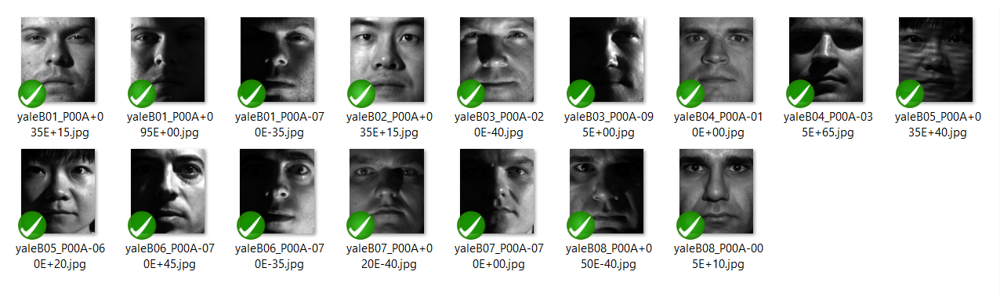 yaleB01_P00A+0
35E+15.jpg
yaleB01_P00A+0
95E+00.jpg
yaleB01_P00A-07
0E-35.jpg
yaleB02_P00A+0
35E+15.jpg
yaleB03_P00A-02
0E-40.jpg
yaleB03_P00A-09
5E+00.jpg
yaleB04_P00A-01
0E+00.jpg
yaleB04_P00A-03
5E+65.jpg
yaleB05_P00A+0
35E+40.jpg
yaleB05_P00A-06
0E+20.jpg
yaleB06_P00A-07
0E+45.jpg
yaleB06_P00A-07
0E-35.jpg
yaleB07_P00A+0
20E-40.jpg
yaleB07_P00A-07
0E+00.jpg
yaleB08_P00A+0
50E-40.jpg
yaleB08_P00A-00
5E+10.jpg